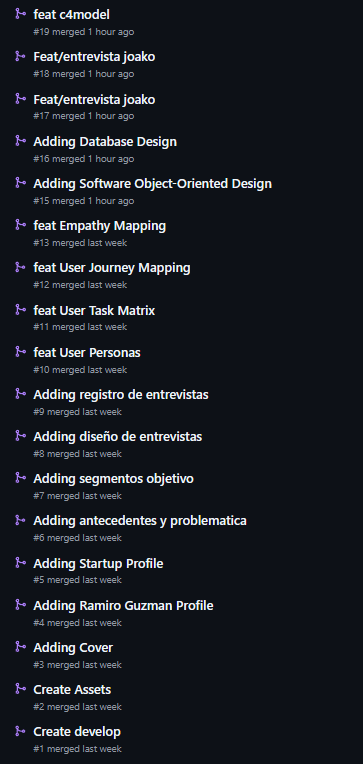 feat c4model
#19 merged 1 hour ago
Feat/entrevista joako
#18 merged 1 hour ago
Feat/entrevista joako
#17 merged 1 hour ago
Adding Database Design
#16 merged 1 hour ago
Adding Software Object-Oriented Design
#15 merged 1 hour ago
feat Empathy Mapping
#13 merged last week
feat User Journey Mapping
#12 merged last week
feat User Task Matrix
#11 merged last week
feat User Personas
#10 merged last week
Adding registro de entrevistas
#9 merged last week
Adding diseño de entrevistas
#8 merged last week
Adding segmentos objetivo
#7 merged last week
Adding antecedentes y problematica
#6 merged last week
Adding Startup Profile
#5 merged last week
Adding Ramiro Guzman Profile
#4 merged last week
Adding Cover
#3 merged last week
Create Assets
#2 merged last week
Create develop
#1 merged last week